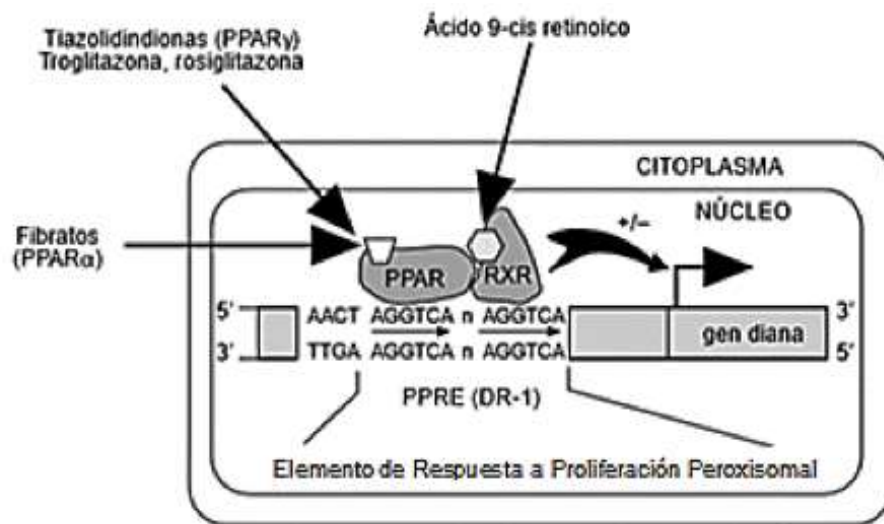 Tiazolidindionas (PPARγ)
Troglitazona, rosiglitazona
Ácido 9-cis retinoico
CITOPLASMA
NÚCLEO
Fibratos
(PPARα)
+/−
PPAR
RXR
5' AACT AGGTCA n AGGTCA gen diana 3'
3' TTGA AGGTCA n AGGTCA 5'
PPRE (DR-1)
Elemento de Respuesta a Proliferación Peroxisomal